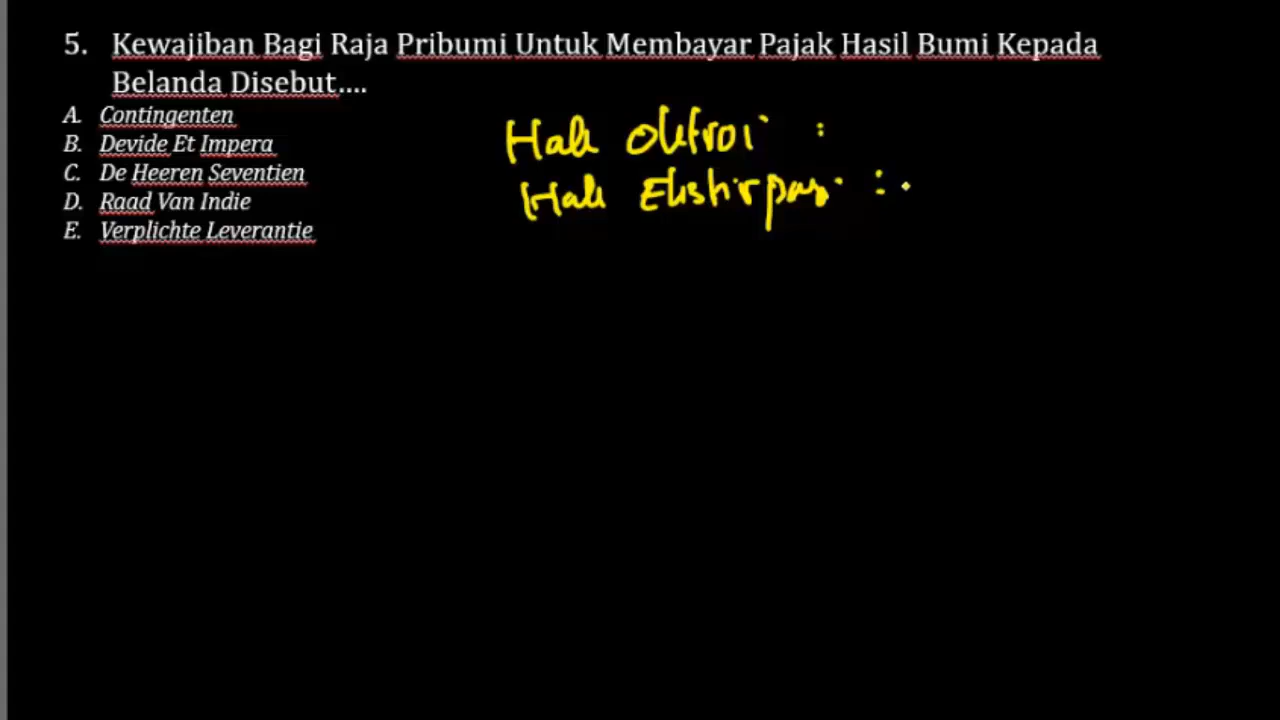 5. Kewajiban Bagi Raja Pribumi Untuk Membayar Pajak Hasil Bumi Kepada
Belanda Disebut....
A. Contingenten
B. Devide Et Impera
C. De Heeren Seventien
D. Raad Van Indie
E. Verplichte Leverantie
Hak Oktroi :
Hak Ekstirpasi :